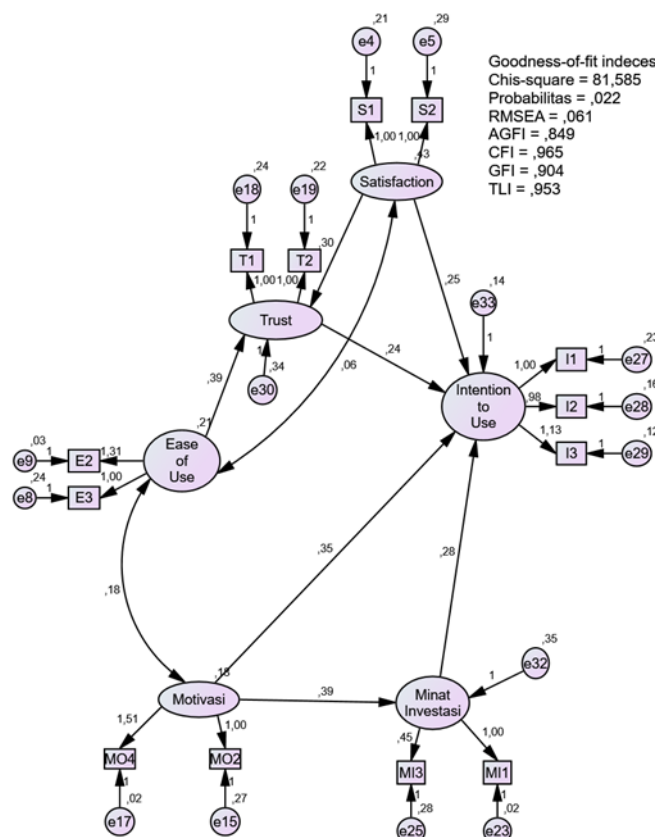 ,21
,29
e4
e5
Goodness-of-fit indeces
Chis-square = 81,585
Probabilitas = ,022
RMSEA = ,061
AGFI = ,849
CFI = ,965
GFI = ,904
TLI = ,953
1
1
S1
S2
1,00
1,00
,43
Satisfaction
,24
,22
e18
e19
1
1
T1
T2
,30
1,00
1,00
,25
,14
e33
Trust
1
1
,24
,23
,34
e30
,06
I1
1
e27
1,00
,39
Intention
to
Use
,98
I2
1
,16
e28
,21
,03
e9
1
E2
1,31
Ease
of
Use
1,13
I3
1
,12
e29
,24
e8
1
E3
1,00
,35
,28
,18
,35
e32
,18
1
Motivasi
,39
Minat
Investasi
1,51
1,00
,45
1,00
MO4
MO2
MI3
MI1
1
1
1
1
,02
,27
,28
,02
e17
e15
e25
e23